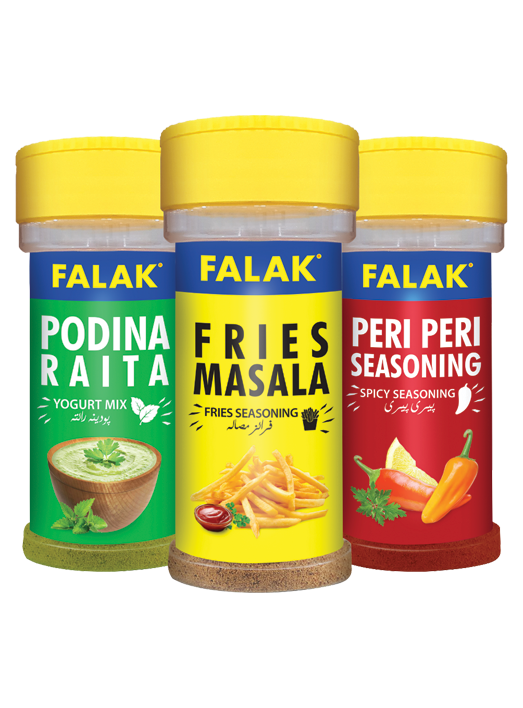 FALAK
PODINA
RAITA
YOGURT MIX
پودینہ رائتہ
FALAK
FRIES
MASALA
FRIES SEASONING
فرائز مصالہ
FALAK
PERI PERI
SEASONING
SPICY SEASONING
پیری پیری